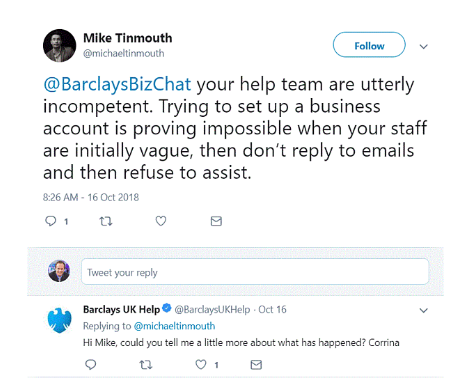 Mike Tinmouth
@michaeltinmouth
Follow
@BarclaysBizChat your help team are utterly
incompetent. Trying to set up a business
account is proving impossible when your staff
are initially vague, then don't reply to emails
and then refuse to assist.
8:26 AM - 16 Oct 2018
1
Tweet your reply
Barclays UK Help @BarclaysUKHelp · Oct 16
Replying to @michaeltinmouth
Hi Mike, could you tell me a little more about what has happened? Corrina
1